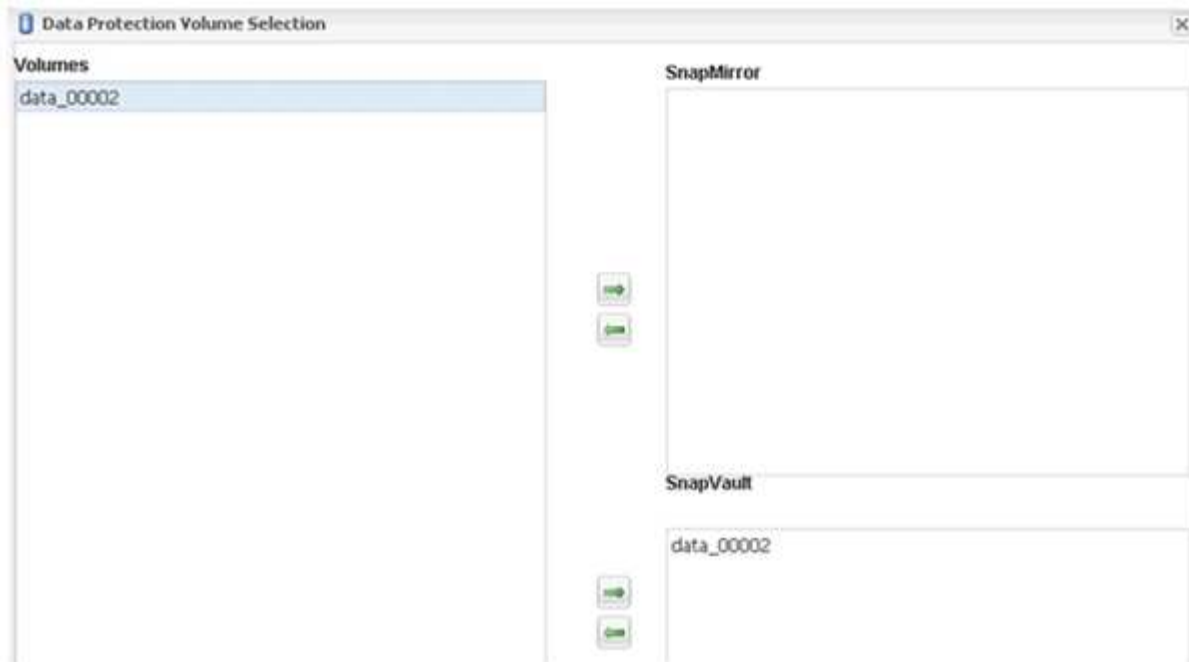 Data Protection Volume Selection
Volumes
data_00002
SnapMirror
SnapVault
data_00002